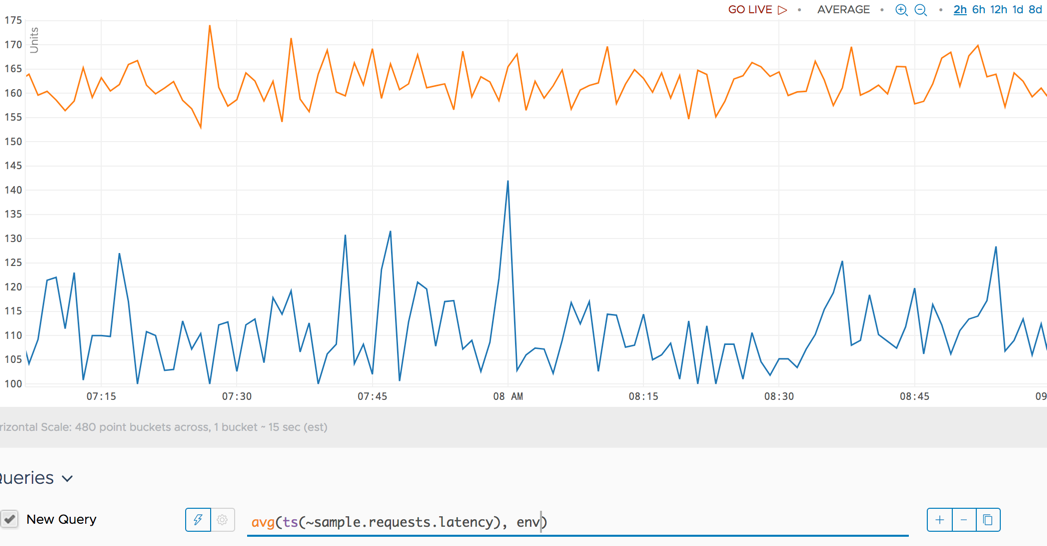 GO LIVE • AVERAGE • • 2h 6h 12h 1d 8d
Units
175
170
165
160
155
150
145
140
135
130
125
120
115
110
105
100
07:15 07:30 07:45 08 AM 08:15 08:30 08:45 09
rizontal Scale: 480 point buckets across, 1 bucket ~ 15 sec (est)
ueries
New Query
avg(ts(~sample.requests.latency), env)